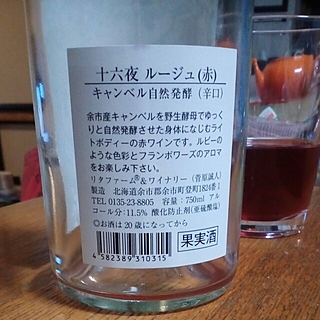 十六夜 ルージュ(赤)
キャンベル自然発酵（辛口）
余市産キャンベルを野生酵母でゆっく
りと自然発酵させた身体になじむライ
トボディーの赤ワインです。ルビーの
ような色彩とフランボワーズのアロマ
をお楽しみ下さい。
リタファーム®&ワイナリー（菅原誠人）
製造 北海道余市郡余市町登町1824番1
TEL 0135-23-8805 容量：750ml アル
コール分：11.5% 酸化防止剤(亜硫酸塩)
◎お酒は20歳になってから
果実酒
4582389310315